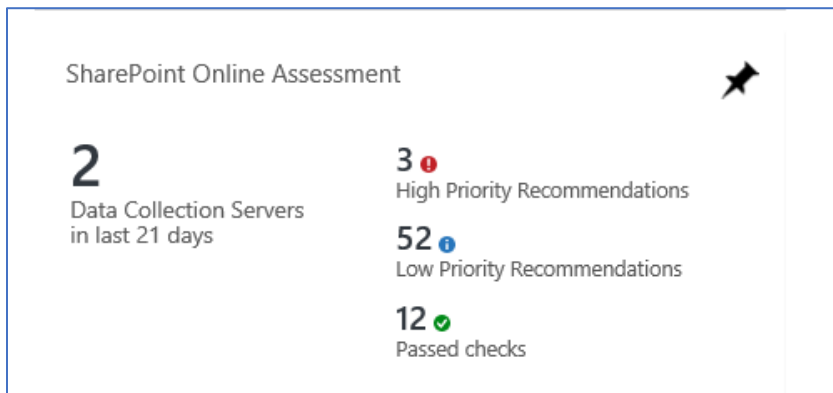 SharePoint Online Assessment
2
Data Collection Servers
in last 21 days
3
High Priority Recommendations
52
Low Priority Recommendations
12
Passed checks